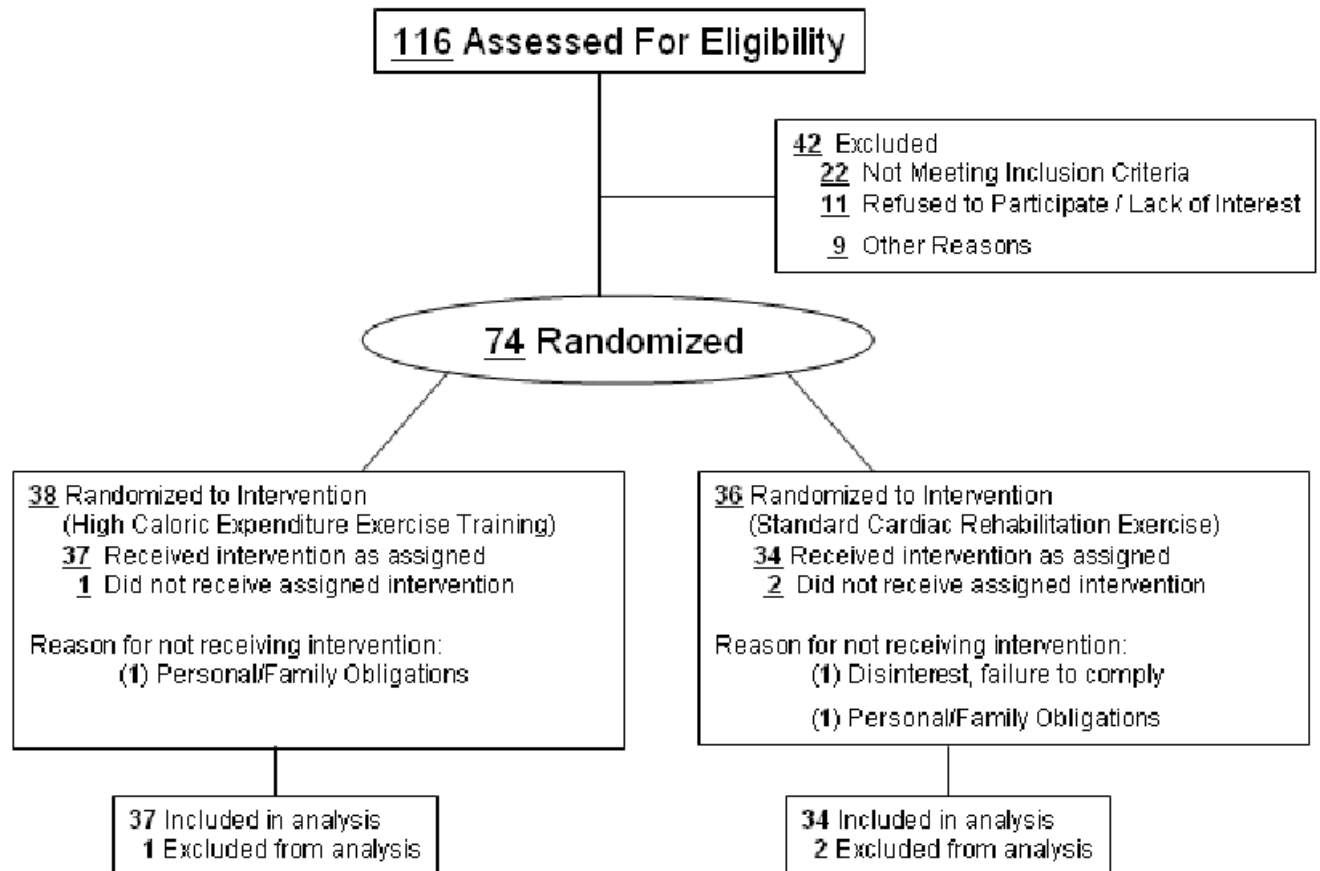 116 Assessed For Eligibility
42 Excluded
22 Not Meeting Inclusion Criteria
11 Refused to Participate / Lack of Interest
9 Other Reasons
74 Randomized
38 Randomized to Intervention
(High Caloric Expenditure Exercise Training)
37 Received intervention as assigned
1 Did not receive assigned intervention
Reason for not receiving intervention:
(1) Personal/Family Obligations
36 Randomized to Intervention
(Standard Cardiac Rehabilitation Exercise)
34 Received intervention as assigned
2 Did not receive assigned intervention
Reason for not receiving intervention:
(1) Disinterest, failure to comply
(1) Personal/Family Obligations
37 Included in analysis
1 Excluded from analysis
34 Included in analysis
2 Excluded from analysis